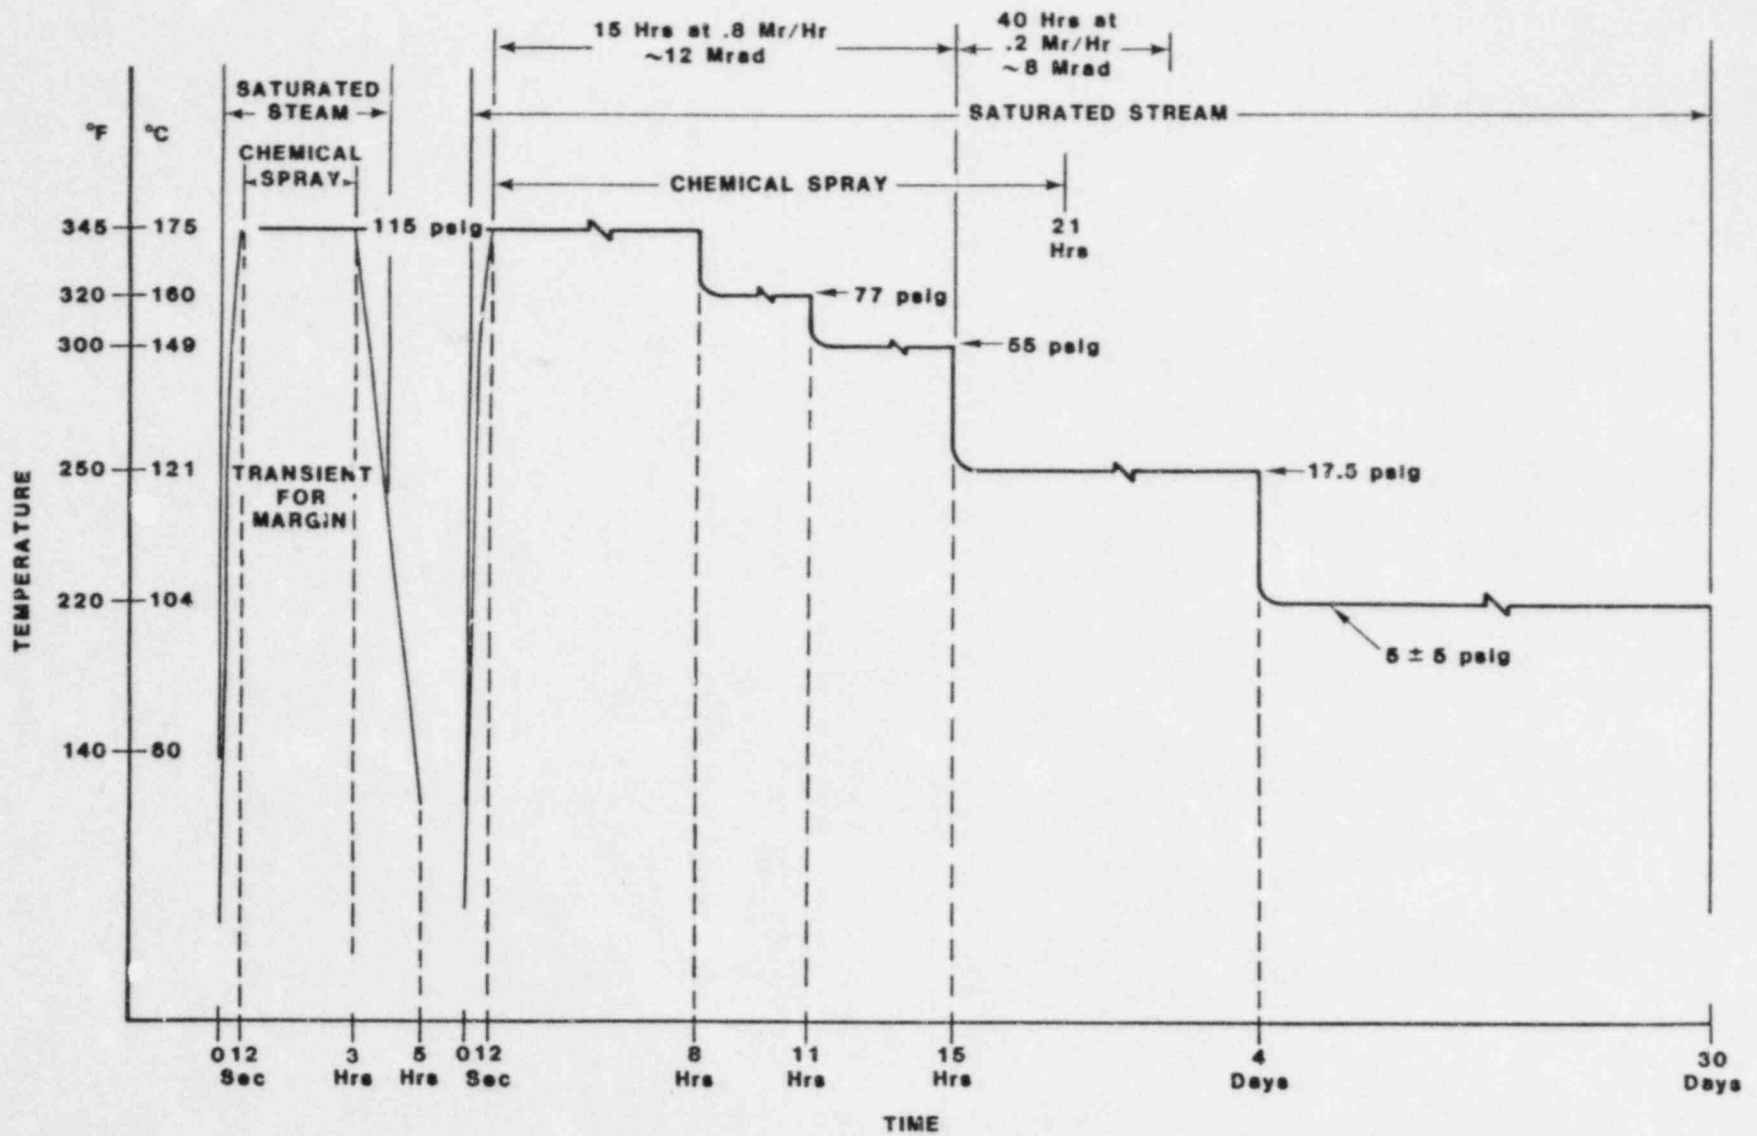 15 Hrs at .8 Mr/Hr
~12 Mrad
40 Hrs at
.2 Mr/Hr
~8 Mrad
SATURATED
STEAM
SATURATED STREAM
°F
°C
CHEMICAL
SPRAY
CHEMICAL SPRAY
21
Hrs
345
175
115 psig
320
160
77 psig
300
149
55 psig
250
121
17.5 psig
TRANSIENT
FOR
MARGIN
220
104
5 ± 5 psig
140
80
TEMPERATURE
0 12 3 5 0 12 8 11 15 4 30
Sec Hrs Hrs Sec Hrs Hrs Hrs Days Days
TIME